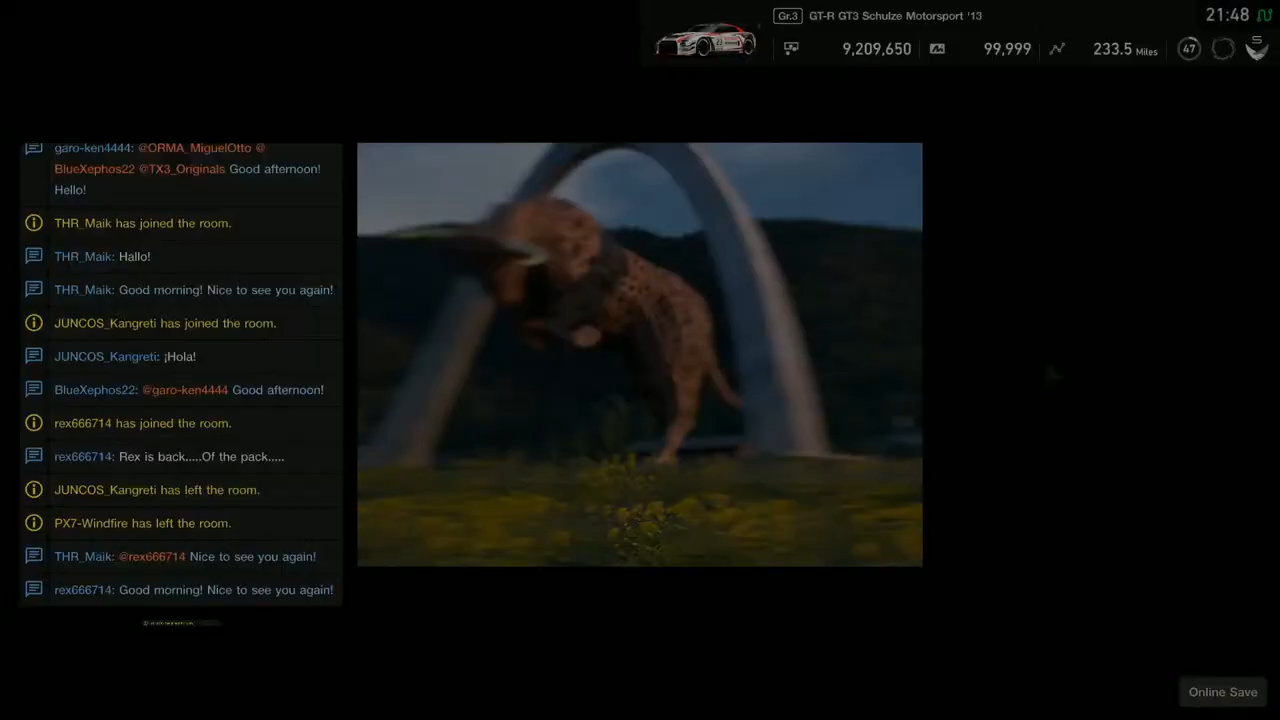 Gr.3 GT-R GT3 Schulze Motorsport '13
21:48
9,209,650 99,999 233.5 Miles 47 S
garo-ken4444: @ORMA_MiguelOtto @
BlueXephos22 @TX3_Originals Good afternoon!
Hello!
THR_Maik has joined the room.
THR_Maik: Hallo!
THR_Maik: Good morning! Nice to see you again!
JUNCOS_Kangreti has joined the room.
JUNCOS_Kangreti: ¡Hola!
BlueXephos22: @garo-ken4444 Good afternoon!
rex666714 has joined the room.
rex666714: Rex is back.....Of the pack.....
JUNCOS_Kangreti has left the room.
PX7-Windfire has left the room.
THR_Maik: @rex666714 Nice to see you again!
rex666714: Good morning! Nice to see you again!
Online Save